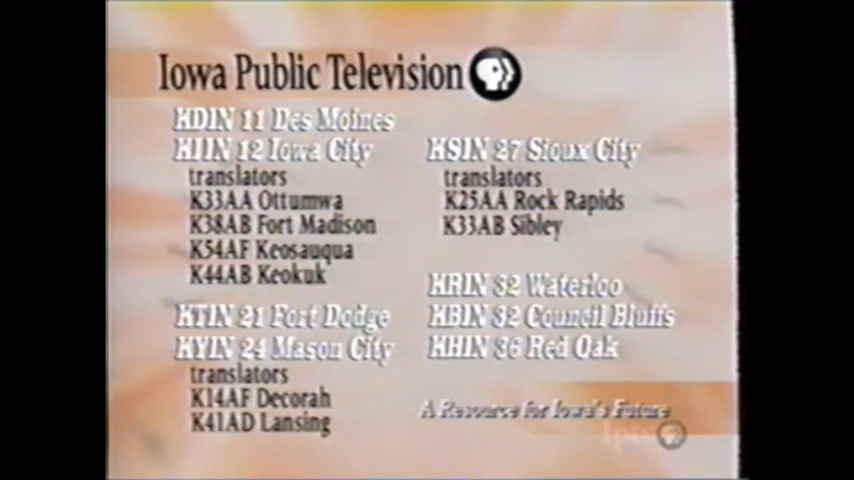 Iowa Public Television
KDIN 11 Des Moines
KIIN 12 Iowa City
translators
K33AA Ottumwa
K38AB Fort Madison
K54AF Keosauqua
K44AB Keokuk
KTIN 21 Fort Dodge
KYIN 24 Mason City
translators
K14AF Decorah
K41AD Lansing
KSIN 27 Sioux City
translators
K25AA Rock Rapids
K33AB Sibley
KRIN 32 Waterloo
KBIN 32 Council Bluffs
KHIN 36 Red Oak
A Resource for Iowa's Future